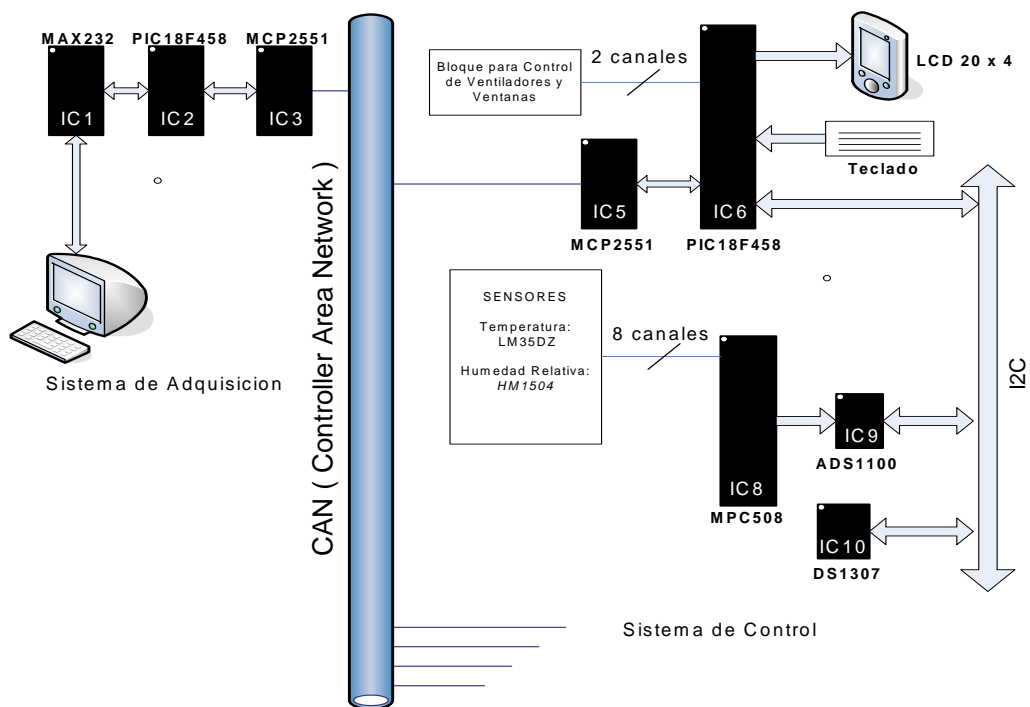 MAX232
PIC18F458
MCP2551
IC1
IC2
IC3
Sistema de Adquisicion
CAN ( Controller Area Network )
Bloque para Control
de Ventiladores y
Ventanas
2 canales
LCD 20 x 4
Teclado
IC5
MCP2551
IC6
PIC18F458
SENSORES
Temperatura:
LM35DZ
Humedad Relativa:
HM1504
8 canales
IC8
MPC508
IC9
ADS1100
IC10
DS1307
I2C
Sistema de Control